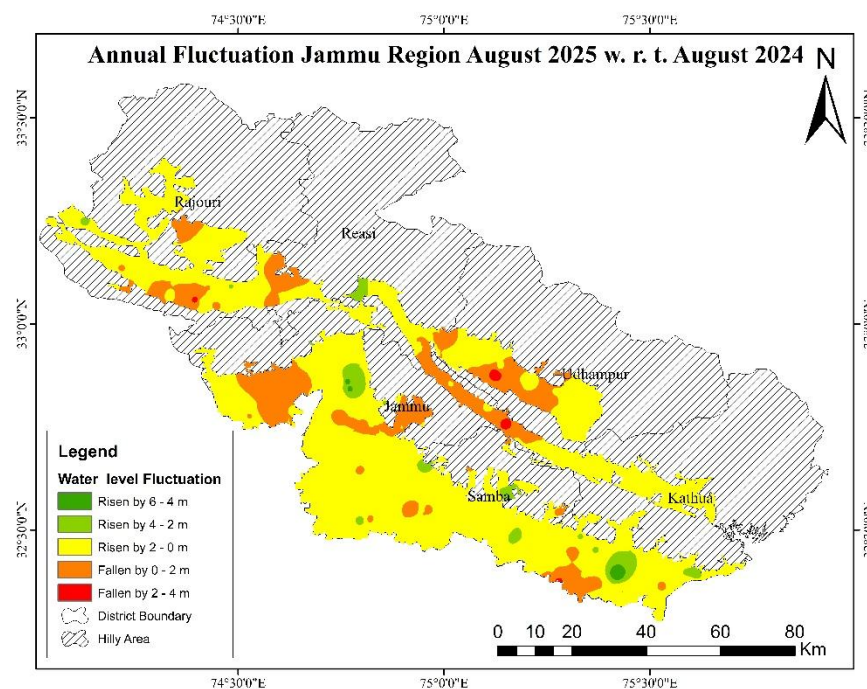 74°30'0"E 75°0'0"E 75°30'0"E
Annual Fluctuation Jammu Region August 2025 w. r. t. August 2024
N
33°30'0"N
33°0'0"N
32°30'0"N
Rajouri
Reasi
Udhampur
Jammu
Samba
Kathua
Legend
Water level Fluctuation
Risen by 6 - 4 m
Risen by 4 - 2 m
Risen by 2 - 0 m
Fallen by 0 - 2 m
Fallen by 2 - 4 m
District Boundary
Hilly Area
0 5 10 20 40 60 80
Km
74°30'0"E 75°0'0"E 75°30'0"E